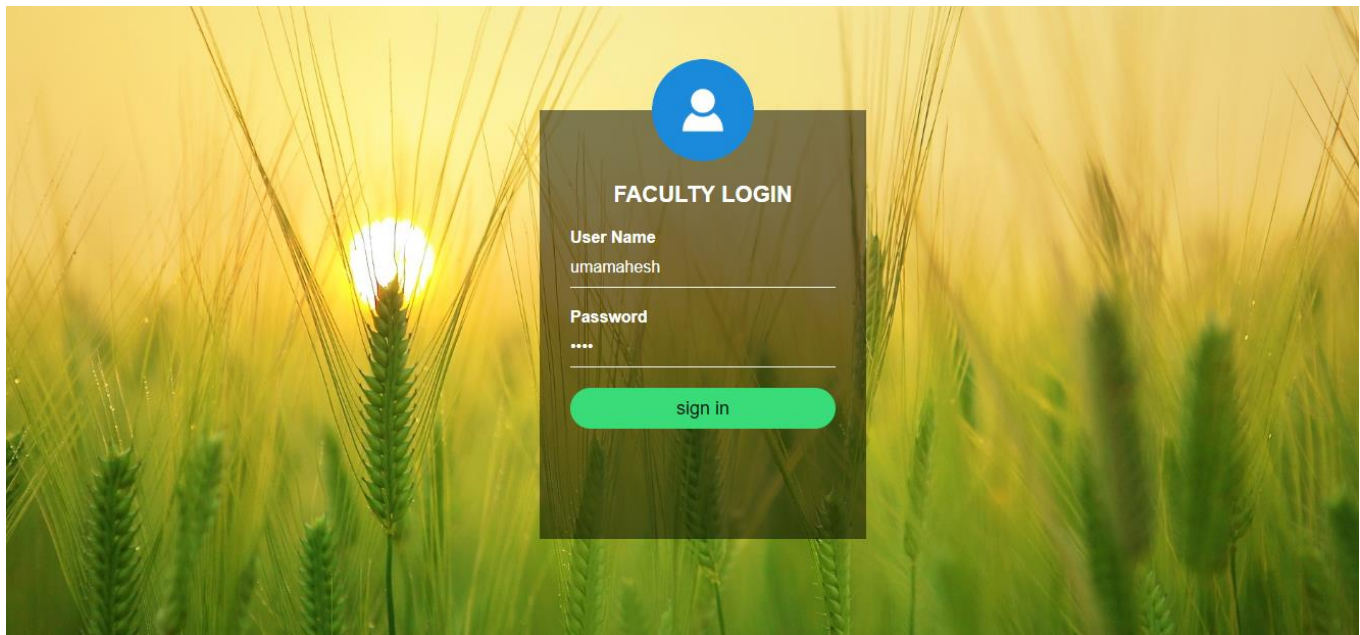 FACULTY LOGIN
User Name
umamahesh
Password
••••
sign in